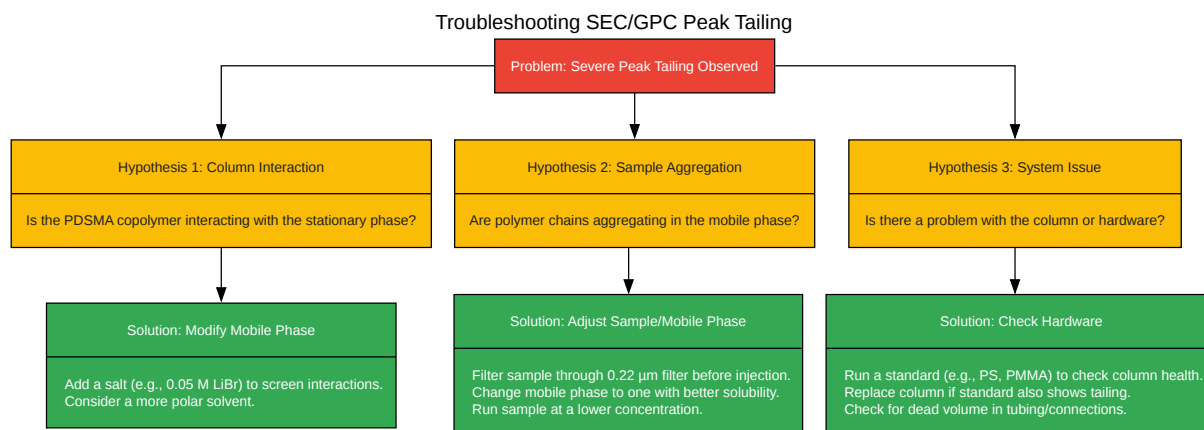 Troubleshooting SEC/GPC Peak Tailing
Problem: Severe Peak Tailing Observed
Hypothesis 1: Column Interaction
Is the PDSMA copolymer interacting with the stationary phase?
Hypothesis 2: Sample Aggregation
Are polymer chains aggregating in the mobile phase?
Hypothesis 3: System Issue
Is there a problem with the column or hardware?
Solution: Modify Mobile Phase
Add a salt (e.g., 0.05 M LiBr) to screen interactions.
Consider a more polar solvent.
Solution: Adjust Sample/Mobile Phase
Filter sample through 0.22 µm filter before injection.
Change mobile phase to one with better solubility.
Run sample at a lower concentration.
Solution: Check Hardware
Run a standard (e.g., PS, PMMA) to check column health.
Replace column if standard also shows tailing.
Check for dead volume in tubing/connections.